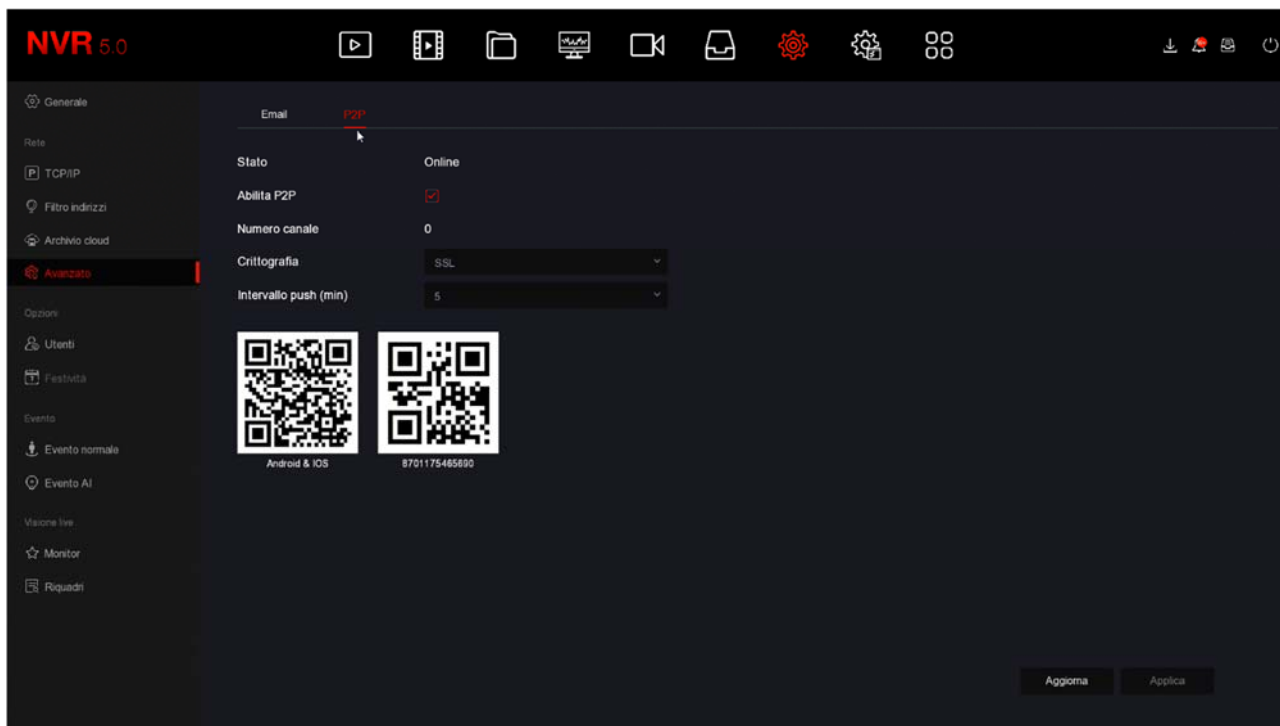 NVR 5.0
Generale
Rete
TCP/IP
Filtro indirizzi
Archivio cloud
Avanzato
Opzioni
Utenti
Festività
Evento
Evento normale
Evento AI
Visione live
Monitor
Riquadri
Email P2P
Stato Online
Abilita P2P
Numero canale 0
Crittografia SSL
Intervallo push (min) 5
Android & IOS 8701175465690
Aggiorna Applica